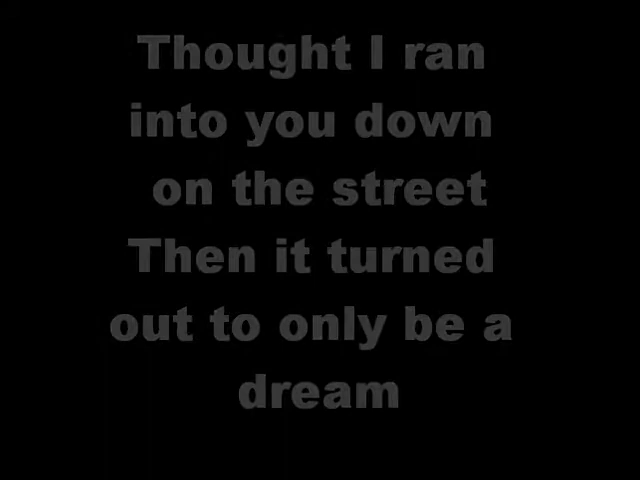 Thought I ran
into you down
on the street
Then it turned
out to only be a
dream